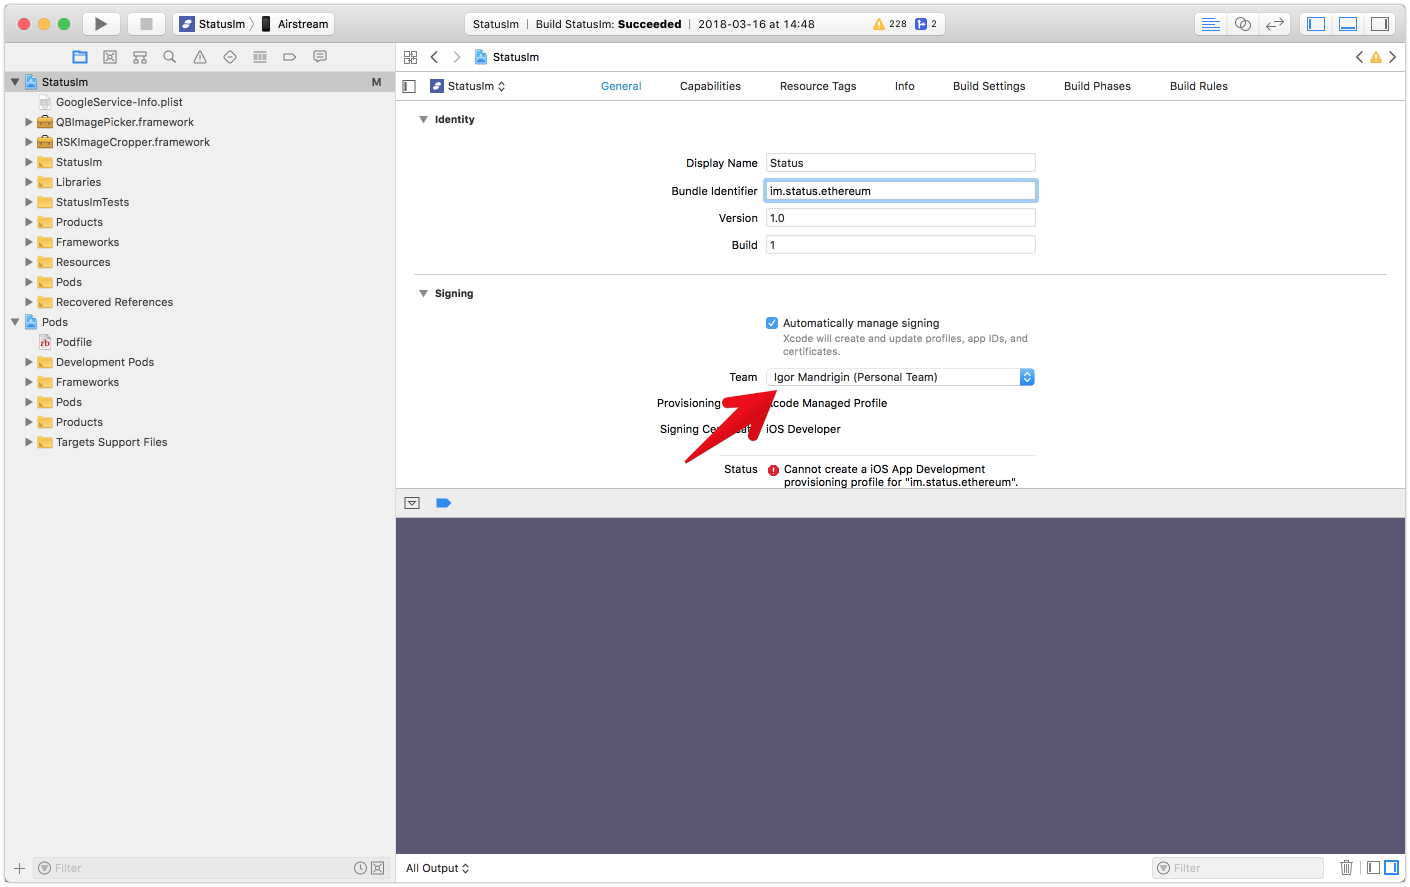 StatusIm Airstream
StatusIm | Build StatusIm: Succeeded | 2018-03-16 at 14:48 228 2
StatusIm M
GoogleService-Info.plist
QBImagePicker.framework
RSKImageCropper.framework
StatusIm
Libraries
StatusImTests
Products
Frameworks
Resources
Pods
Recovered References
Pods
rb Podfile
Development Pods
Frameworks
Pods
Products
Targets Support Files
Filter
StatusIm
StatusIm General Capabilities Resource Tags Info Build Settings Build Phases Build Rules
Identity
Display Name Status
Bundle Identifier im.status.ethereum
Version 1.0
Build 1
Signing
Automatically manage signing
Xcode will create and update profiles, app IDs, and
certificates.
Team Igor Mandrigin (Personal Team)
Provisioning code Managed Profile
Signing iOS Developer
Status Cannot create a iOS App Development
provisioning profile for "im.status.ethereum".
All Output Filter